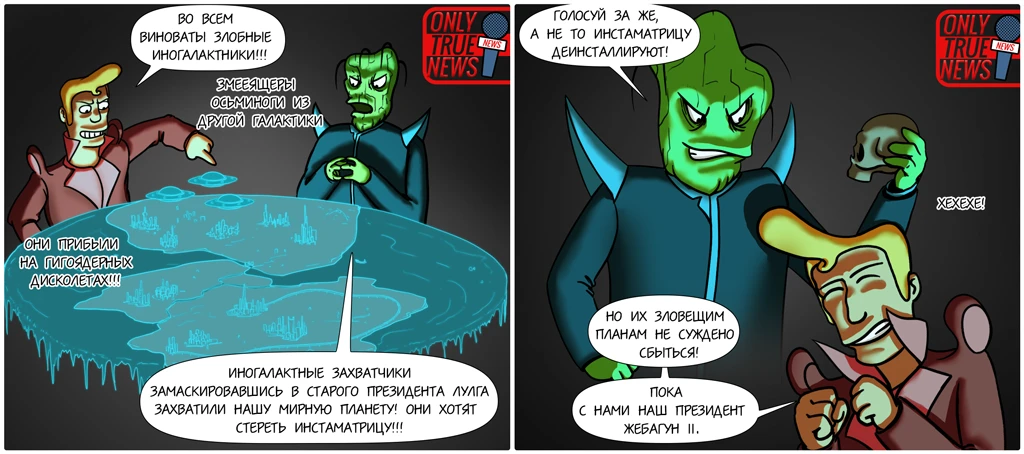 ВО ВСЕМ
ВИНОВАТЫ ЗЛОБНЫЕ
ИНОГАЛАКТНИКИ!!!
ЗМЕЕЯЩЕРЫ
ОСЬМИНОГИ ИЗ
ДРУГОЙ ГАЛАКТИКИ
ONLY
TRUE
NEWS
NEWS
ОНИ ПРИБЫЛИ
НА ГИГОЯДЕРНЫХ
ДИСКОЛЕТАХ!!!
ИНОГАЛАКТНЫЕ ЗАХВАТЧИКИ
ЗАМАСКИРОВАВШИСЬ В СТАРОГО ПРЕЗИДЕНТА ЛУЛГА
ЗАХВАТИЛИ НАШУ МИРНУЮ ПЛАНЕТУ! ОНИ ХОТЯТ
СТЕРЕТЬ ИНСТАМАТРИЦУ!!!
ГОЛОСУЙ ЗА ЖЕ,
А НЕ ТО ИНСТАМАТРИЦУ
ДЕИНСТАЛЛИРУЮТ!
ONLY
TRUE
NEWS
NEWS
ХЕХЕХЕ!
НО ИХ ЗЛОВЕЩИМ
ПЛАНАМ НЕ СУЖДЕНО
СБЫТЬСЯ!
ПОКА
С НАМИ НАШ ПРЕЗИДЕНТ
ЖЕБАГУН II.